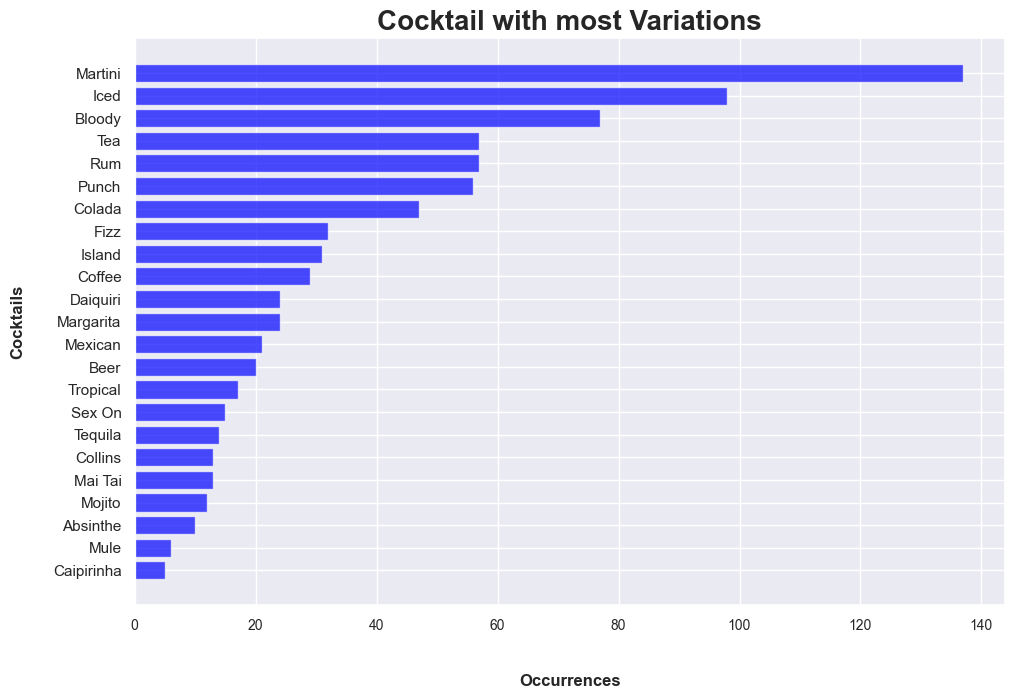 Cocktail with most Variations
Cocktails
Martini
Iced
Bloody
Tea
Rum
Punch
Colada
Fizz
Island
Coffee
Daiquiri
Margarita
Mexican
Beer
Tropical
Sex On
Tequila
Collins
Mai Tai
Mojito
Absinthe
Mule
Caipirinha
0 20 40 60 80 100 120 140
Occurrences